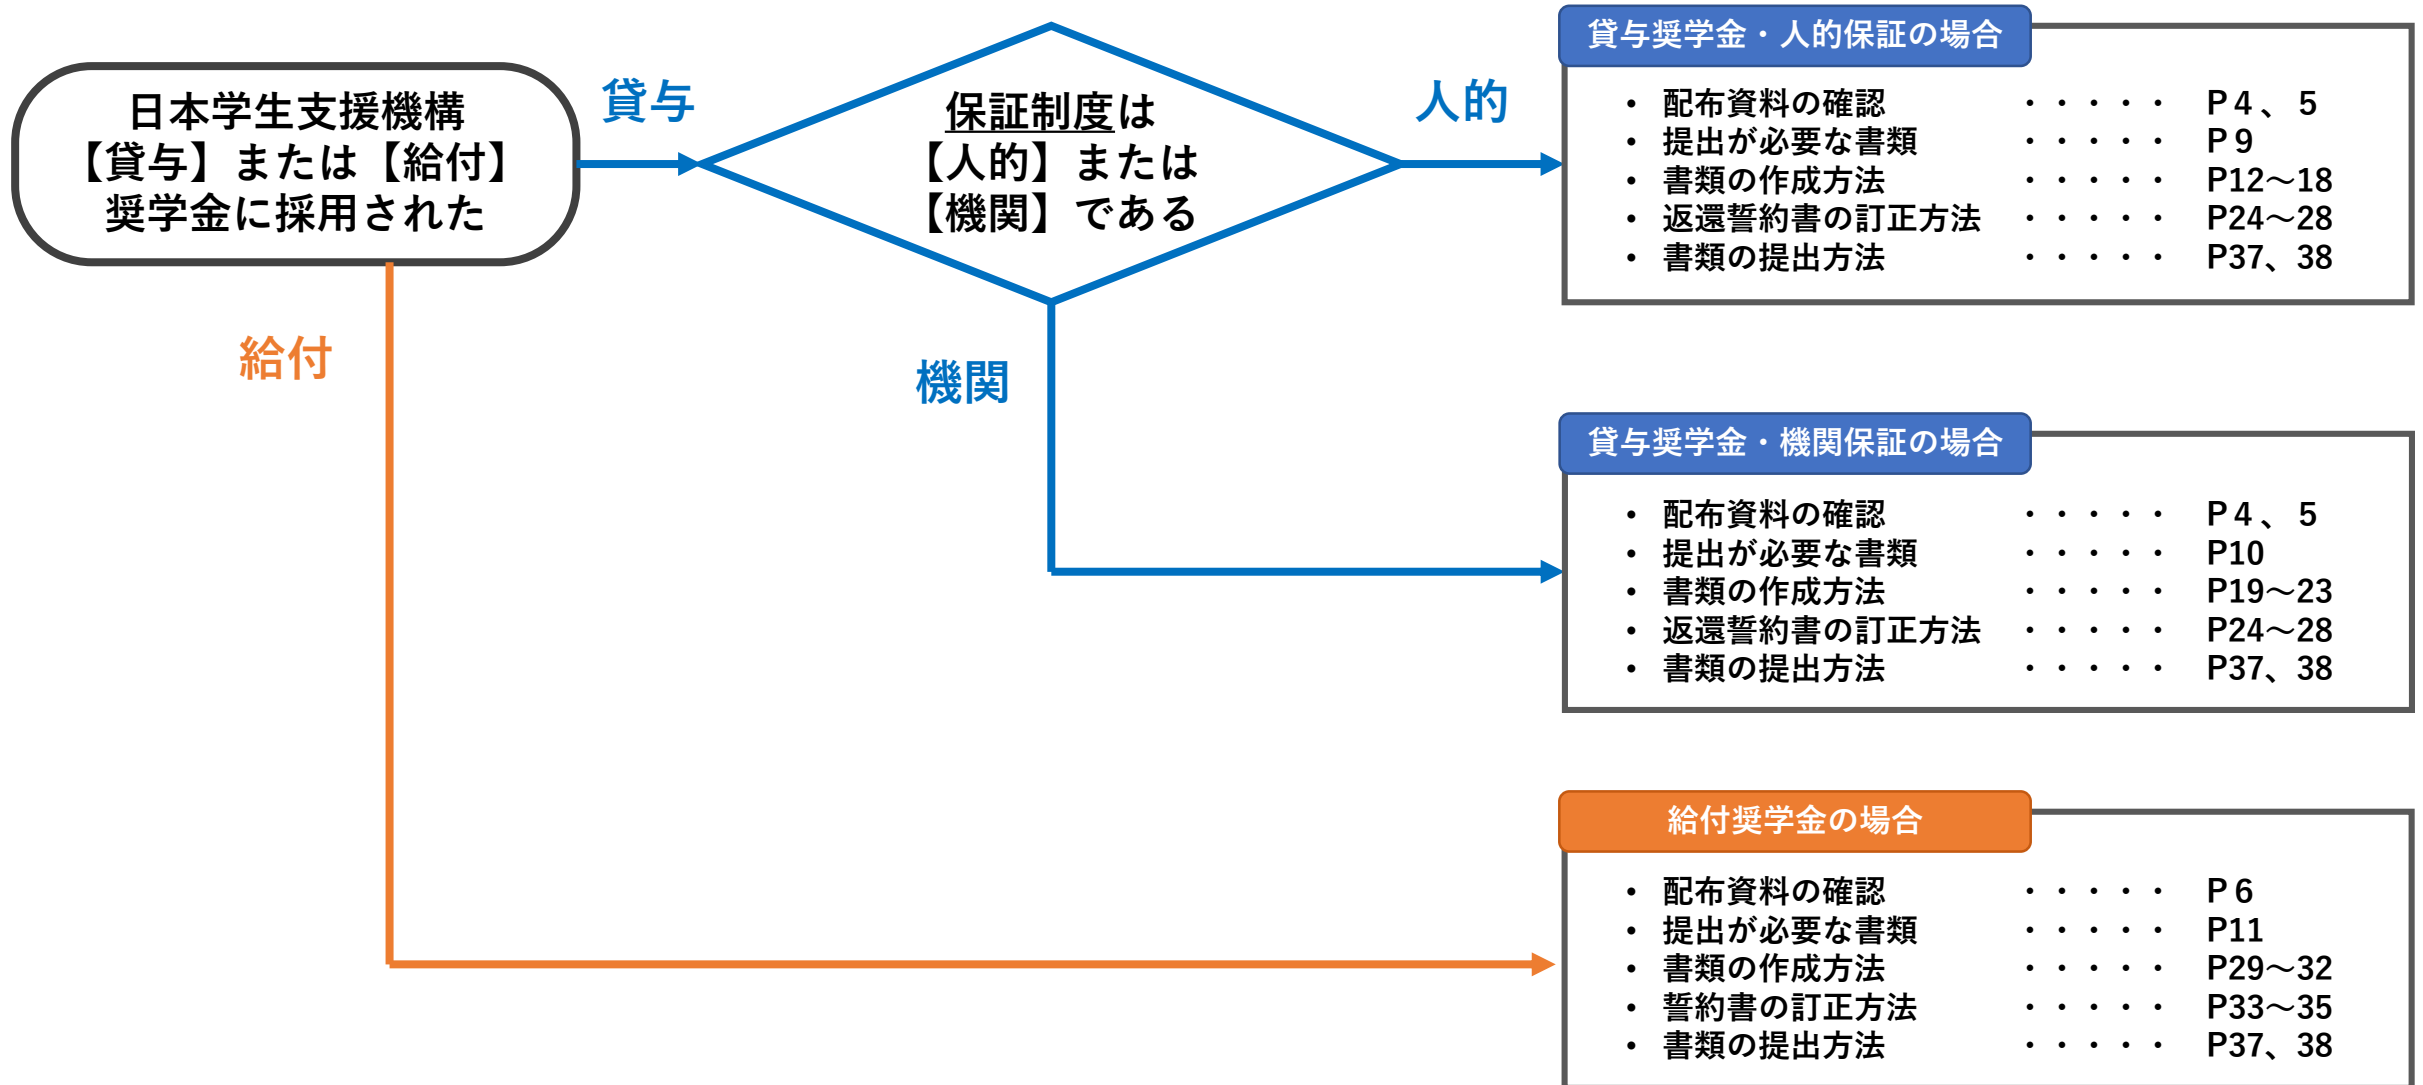 日本学生支援機構
【貸与】または【給付】
奨学金に採用された
貸与
保証制度は
【人的】または
【機関】である
人的
機関
給付
貸与奨学金・人的保証の場合
・ 配布資料の確認 ・・・・・ P４、５
・ 提出が必要な書類 ・・・・・ P９
・ 書類の作成方法 ・・・・・ P12～18
・ 返還誓約書の訂正方法 ・・・・・ P24～28
・ 書類の提出方法 ・・・・・ P37、38
貸与奨学金・機関保証の場合
・ 配布資料の確認 ・・・・・ P４、５
・ 提出が必要な書類 ・・・・・ P10
・ 書類の作成方法 ・・・・・ P19～23
・ 返還誓約書の訂正方法 ・・・・・ P24～28
・ 書類の提出方法 ・・・・・ P37、38
給付奨学金の場合
・ 配布資料の確認 ・・・・・ P６
・ 提出が必要な書類 ・・・・・ P11
・ 書類の作成方法 ・・・・・ P29～32
・ 誓約書の訂正方法 ・・・・・ P33～35
・ 書類の提出方法 ・・・・・ P37、38